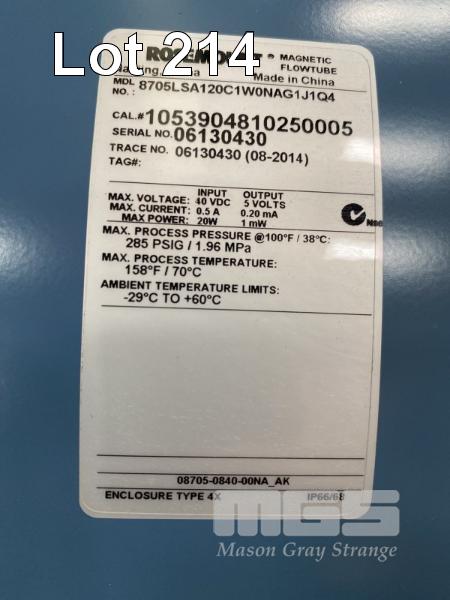 Lot 214
ROSEMOUNT MAGNETIC FLOWTUBE
Made in China
MDL NO.: 8705LSA120C1W0NAG1J1Q4
CAL.# 1053904810250005
SERIAL NO. 06130430
TRACE NO. 06130430 (08-2014)
TAG#:
INPUT OUTPUT
MAX. VOLTAGE: 40 VDC 5 VOLTS
MAX. CURRENT: 0.5 A 0.20 mA
MAX POWER: 20W 1 mW
MAX. PROCESS PRESSURE @100°F / 38°C:
285 PSIG / 1.96 MPa
MAX. PROCESS TEMPERATURE:
158°F / 70°C
AMBIENT TEMPERATURE LIMITS:
-29°C TO +60°C
08705-0840-00NA_AK
ENCLOSURE TYPE 4X IP66/68
MGS
Mason Gray Strange